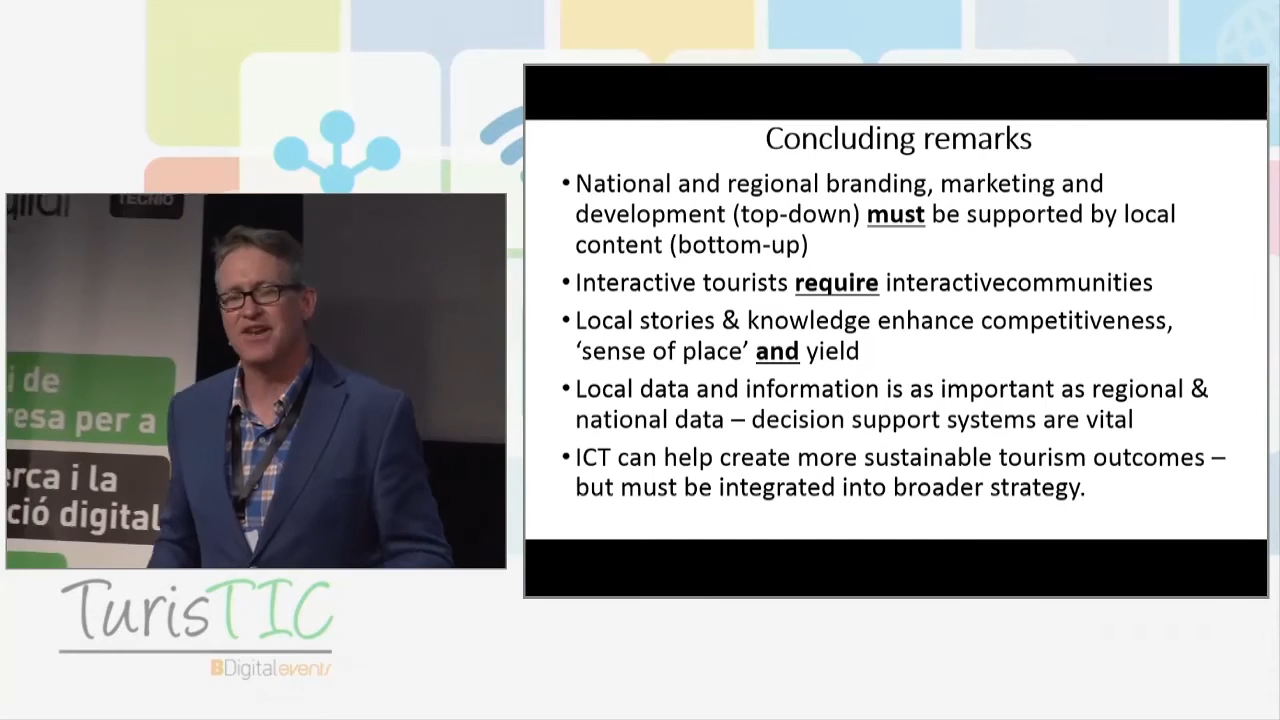 TECNIO
i de
resa per a
erca i la
ció digital
TurisTIC
BDigitalevents
Concluding remarks
•National and regional branding, marketing and
development (top-down) must be supported by local
content (bottom-up)
•Interactive tourists require interactivecommunities
•Local stories & knowledge enhance competitiveness,
‘sense of place’ and yield
•Local data and information is as important as regional &
national data – decision support systems are vital
•ICT can help create more sustainable tourism outcomes –
but must be integrated into broader strategy.